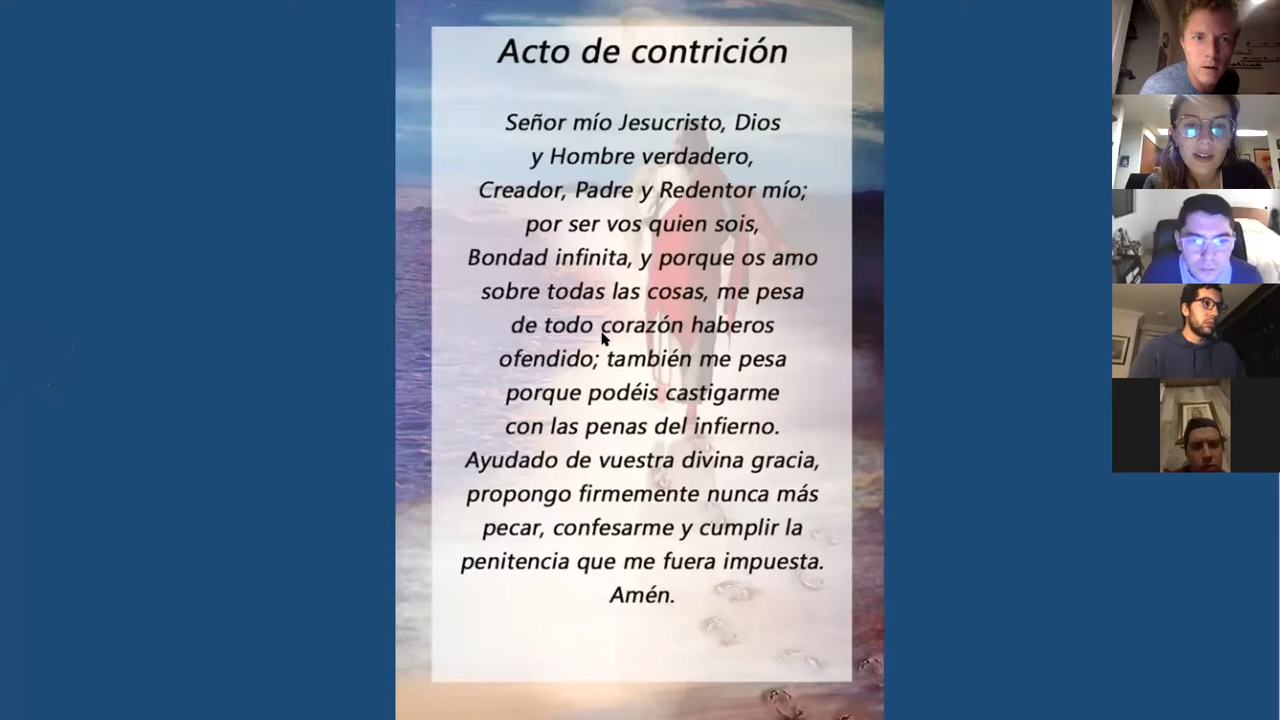 Acto de contrición
Señor mío Jesucristo, Dios
y Hombre verdadero,
Creador, Padre y Redentor mío;
por ser vos quien sois,
Bondad infinita, y porque os amo
sobre todas las cosas, me pesa
de todo corazón haberos
ofendido; también me pesa
porque podéis castigarme
con las penas del infierno.
Ayudado de vuestra divina gracia,
propongo firmemente nunca más
pecar, confesarme y cumplir la
penitencia que me fuera impuesta.
Amén.